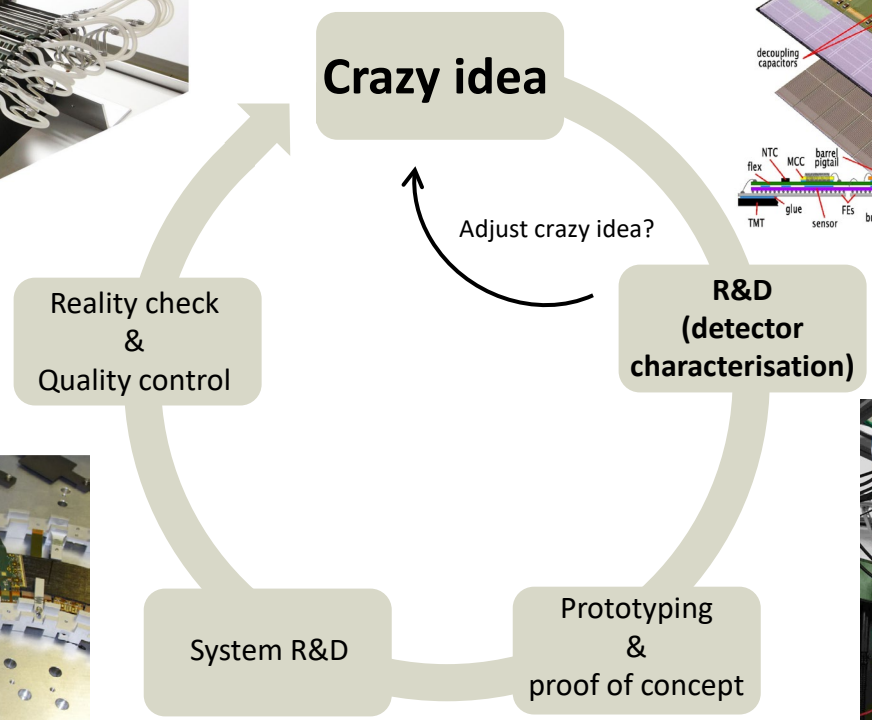 Crazy idea
decoupling
capacitors
NTC
MCC
barrel
pigtail
flex
glue
FEs
TMT
sensor
Adjust crazy idea?
R&D
(detector
characterisation)
Reality check
&
Quality control
Prototyping
&
proof of concept
System R&D